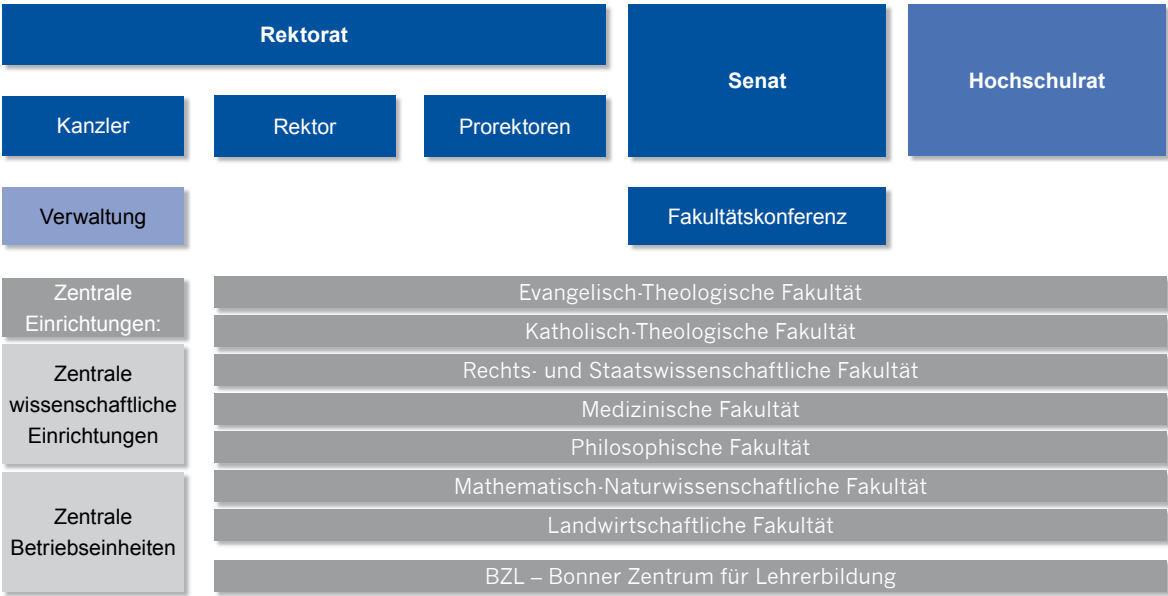 Rektorat
Senat
Hochschulrat
Kanzler
Rektor
Prorektoren
Verwaltung
Fakultätskonferenz
Zentrale
Einrichtungen:
Zentrale
wissenschaftliche
Einrichtungen
Zentrale
Betriebseinheiten
Evangelisch-Theologische Fakultät
Katholisch-Theologische Fakultät
Rechts- und Staatswissenschaftliche Fakultät
Medizinische Fakultät
Philosophische Fakultät
Mathematisch-Naturwissenschaftliche Fakultät
Landwirtschaftliche Fakultät
BZL – Bonner Zentrum für Lehrerbildung